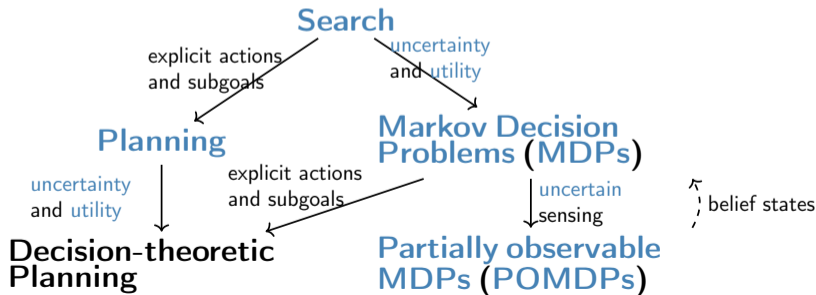 Search
explicit actions
and subgoals
uncertainty
and utility
Planning
Markov Decision
Problems (MDPs)
uncertainty
and utility
explicit actions
and subgoals
uncertain
sensing
belief states
Decision-theoretic
Planning
Partially observable
MDPs (POMDPs)